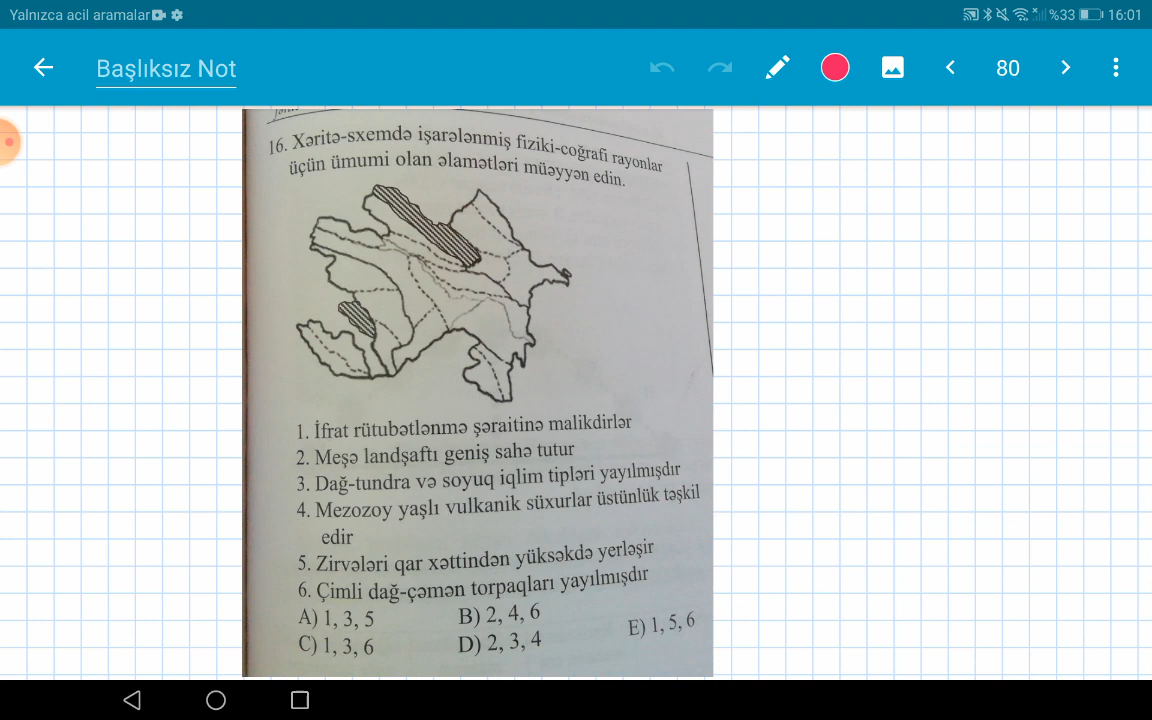 Yalnızca acil aramalar
%33 16:01
Başlıksız Not
80
16. Xəritə-sxemdə işarələnmiş fiziki-coğrafi rayonlar
üçün ümumi olan əlamətləri müəyyən edin.
1. İfrat rütubətlənmə şəraitinə malikdirlər
2. Meşə landşaftı geniş sahə tutur
3. Dağ-tundra və soyuq iqlim tipləri yayılmışdır
4. Mezozoy yaşlı vulkanik süxurlar üstünlük təşkil
edir
5. Zirvələri qar xəttindən yüksəkdə yerləşir
6. Çimli dağ-çəmən torpaqları yayılmışdır
A) 1, 3, 5 B) 2, 4, 6
E) 1, 5, 6
C) 1, 3, 6 D) 2, 3, 4